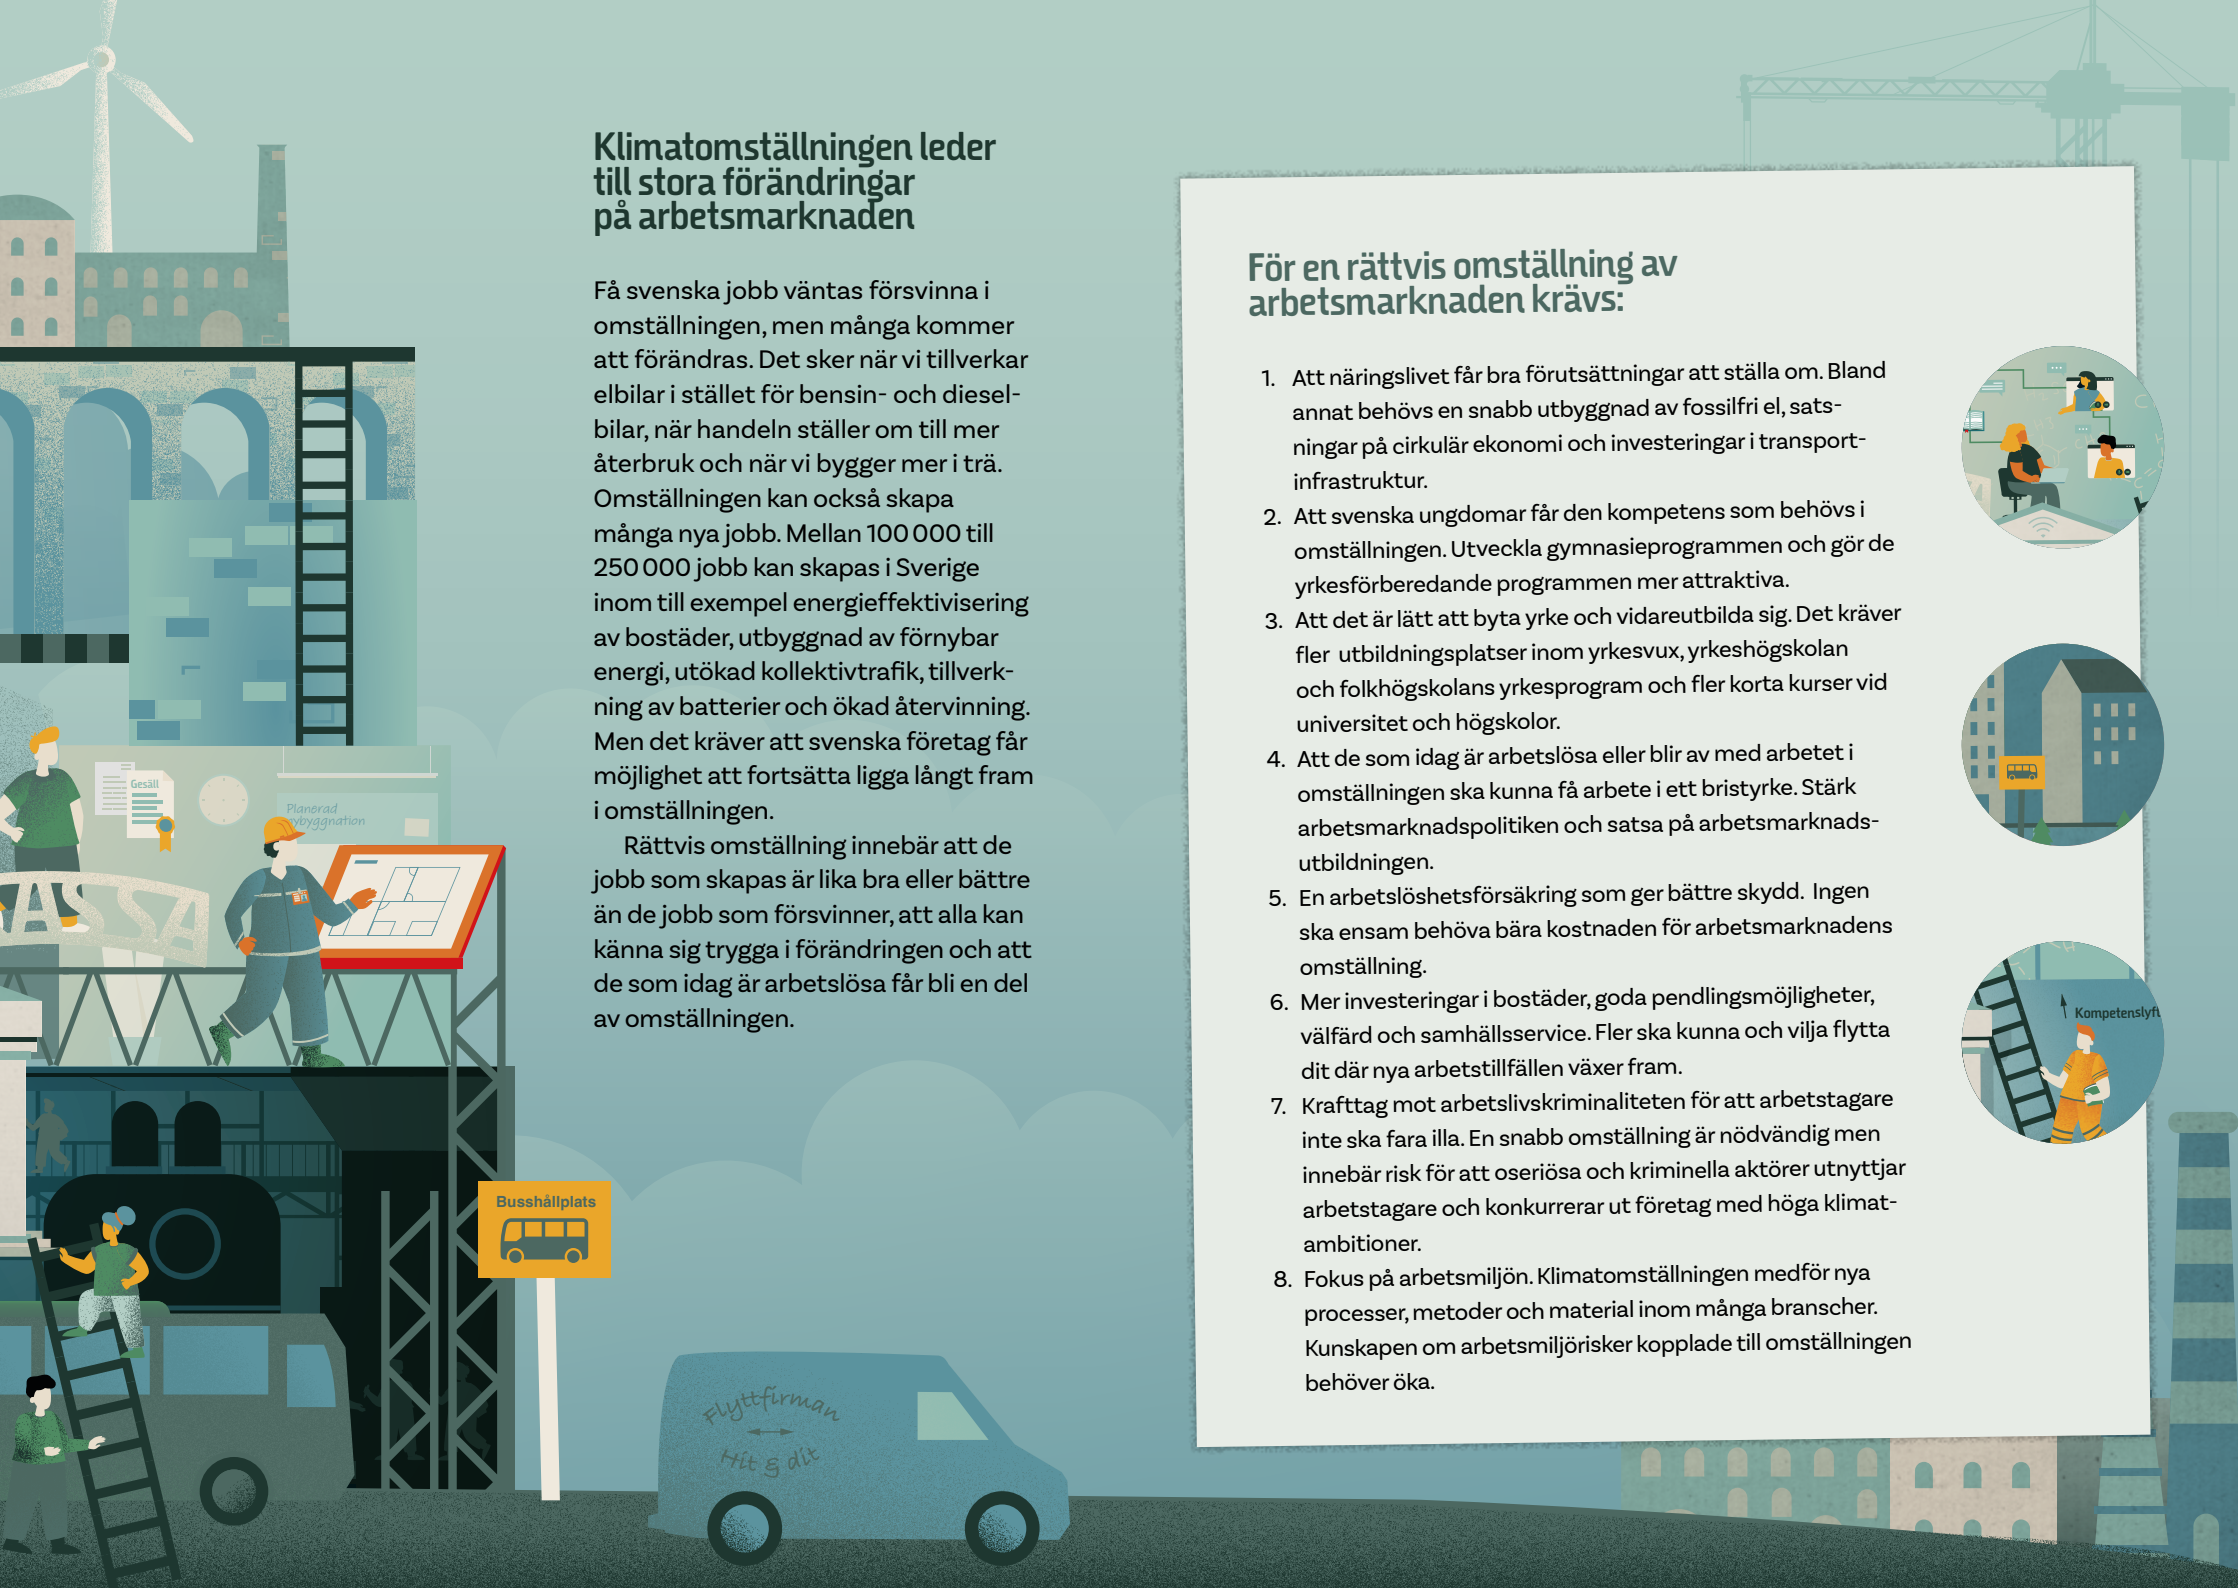 Klimatomställningen leder
till stora förändringar
på arbetsmarknaden
Få svenska jobb väntas försvinna i
omställningen, men många kommer
att förändras. Det sker när vi tillverkar
elbilar i stället för bensin- och diesel-
bilar, när handeln ställer om till mer
återbruk och när vi bygger mer i trä.
Omställningen kan också skapa
många nya jobb. Mellan 100 000 till
250 000 jobb kan skapas i Sverige
inom till exempel energieffektivisering
av bostäder, utbyggnad av förnybar
energi, utökad kollektivtrafik, tillverk-
ning av batterier och ökad återvinning.
Men det kräver att svenska företag får
möjlighet att fortsätta ligga långt fram
i omställningen.
Rättvis omställning innebär att de
jobb som skapas är lika bra eller bättre
än de jobb som försvinner, att alla kan
känna sig trygga i förändringen och att
de som idag är arbetslösa får bli en del
av omställningen.
För en rättvis omställning av
arbetsmarknaden krävs:
1. Att näringslivet får bra förutsättningar att ställa om. Bland
annat behövs en snabb utbyggnad av fossilfri el, sats-
ningar på cirkulär ekonomi och investeringar i transport-
infrastruktur.
2. Att svenska ungdomar får den kompetens som behövs i
omställningen. Utveckla gymnasieprogrammen och gör de
yrkesförberedande programmen mer attraktiva.
3. Att det är lätt att byta yrke och vidareutbilda sig. Det kräver
fler utbildningsplatser inom yrkesvux, yrkeshögskolan
och folkhögskolans yrkesprogram och fler korta kurser vid
universitet och högskolor.
4. Att de som idag är arbetslösa eller blir av med arbetet i
omställningen ska kunna få arbete i ett bristyrke. Stärk
arbetsmarknadspolitiken och satsa på arbetsmarknads-
utbildningen.
5. En arbetslöshetsförsäkring som ger bättre skydd. Ingen
ska ensam behöva bära kostnaden för arbetsmarknadens
omställning.
6. Mer investeringar i bostäder, goda pendlingsmöjligheter,
välfärd och samhällsservice. Fler ska kunna och vilja flytta
dit där nya arbetstillfällen växer fram.
7. Krafttag mot arbetslivskriminaliteten för att arbetstagare
inte ska fara illa. En snabb omställning är nödvändig men
innebär risk för att oseriösa och kriminella aktörer utnyttjar
arbetstagare och konkurrerar ut företag med höga klimat-
ambitioner.
8. Fokus på arbetsmiljön. Klimatomställningen medför nya
processer, metoder och material inom många branscher.
Kunskapen om arbetsmiljörisker kopplade till omställningen
behöver öka.
Gesäll
Planerad
nybyggnation
ASSA
Busshållplats
Flyttfirman
Hit & dit
Kompetenslyft